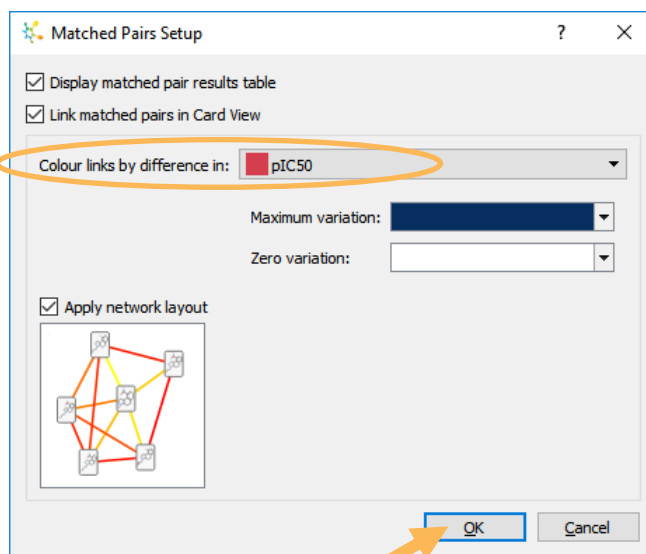 Matched Pairs Setup ?
Display matched pair results table
Link matched pairs in Card View
Colour links by difference in: pIC50
Maximum variation:
Zero variation:
Apply network layout
OK Cancel